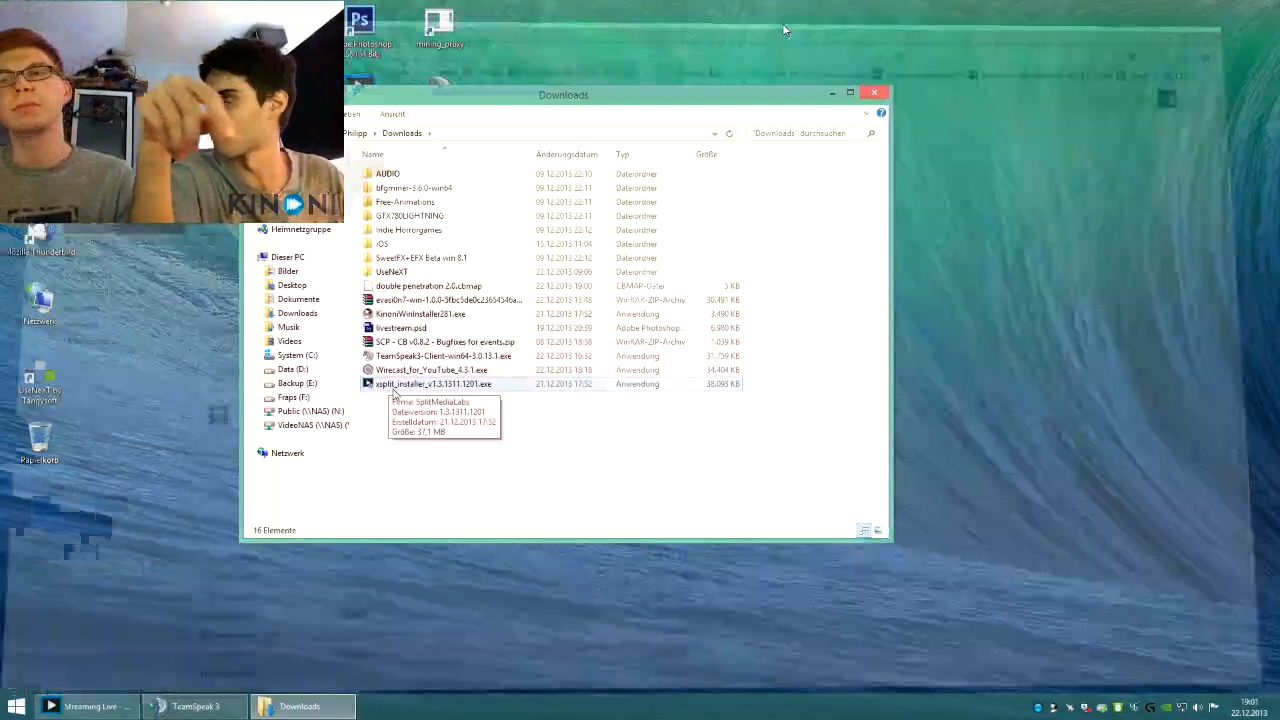 Ps
Photoshop
mining_proxy
Downloads
Ansicht
Philipp
Downloads
"Downloads" durchsuchen
Name
Änderungsdatum
Typ
Größe
AUDIO 09.12.2013 22:10 Dateiordner
bfgminer-3.6.0-win64 09.12.2013 22:11 Dateiordner
Free-Animations 09.12.2013 22:11 Dateiordner
GTX780LIGHTNING 09.12.2013 22:11 Dateiordner
Indie Horrorgames 09.12.2013 22:12 Dateiordner
iOS 15.12.2013 11:04 Dateiordner
SweetFX+EFX Beta win 8.1 09.12.2013 22:12 Dateiordner
UseNeXT 22.12.2013 09:06 Dateiordner
double penetration 2.0.cbmap 22.12.2013 19:00 CBMAP-Datei 5 KB
evasi0n7-win-1.0.0-5fbc5de0c23654546a... 22.12.2013 13:48 WinRAR-ZIP-Archiv 30.491 KB
KinoniWinInstaller281.exe 21.12.2013 17:52 Anwendung 3.490 KB
livestream.psd 19.12.2013 20:39 Adobe Photoshop... 6.980 KB
SCP - CB v0.8.2 - Bugfixes for events.zip 08.12.2013 18:58 WinRAR-ZIP-Archiv 1.039 KB
TeamSpeak3-Client-win64-3.0.13.1.exe 22.12.2013 16:32 Anwendung 31.759 KB
Wirecast_for_YouTube_4.3.1.exe 22.12.2013 18:16 Anwendung 34.404 KB
xsplit_installer_v1.3.1311.1201.exe 21.12.2013 17:52 Anwendung 38.093 KB
Firma: SplitMediaLabs
Dateiversion: 1.3.1311.1201
Erstelldatum: 21.12.2013 17:52
Größe: 37,1 MB
KINONI
Heimnetzgruppe
Dieser PC
Bilder
Desktop
Dokumente
Downloads
Musik
Videos
System (C:)
Data (D:)
Backup (E:)
Fraps (F:)
Public (\\NAS) (N:)
VideoNAS (\\NAS) (
Netzwerk
16 Elemente
Mozilla Thunderbird
Netzwerk
UseNeXT by
Tangysoft
Papierkorb
Streaming Live - ...
TeamSpeak 3
Downloads
19:01
22.12.2013